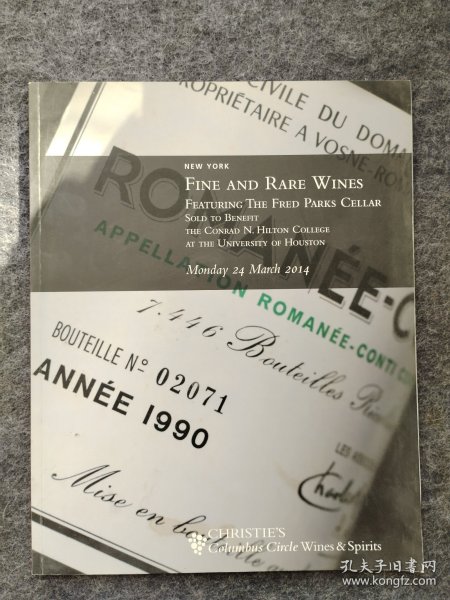 CIVILE DU DOMA
PROPRIÉTAIRE A VOSNE-ROM
NEW YORK
FINE AND RARE WINES
FEATURING THE FRED PARKS CELLAR
SOLD TO BENEFIT
THE CONRAD N. HILTON COLLEGE
AT THE UNIVERSITY OF HOUSTON
Monday 24 March 2014
ROMANÉE-C
APPELLATION ROMANÉE-CONTI
7.446 Bouteilles
BOUTEILLE Nº 02071
ANNÉE 1990
LES
Mise en
CHRISTIE'S
Columbus Circle Wines & Spirits
孔夫子旧书网
www.kongfz.com